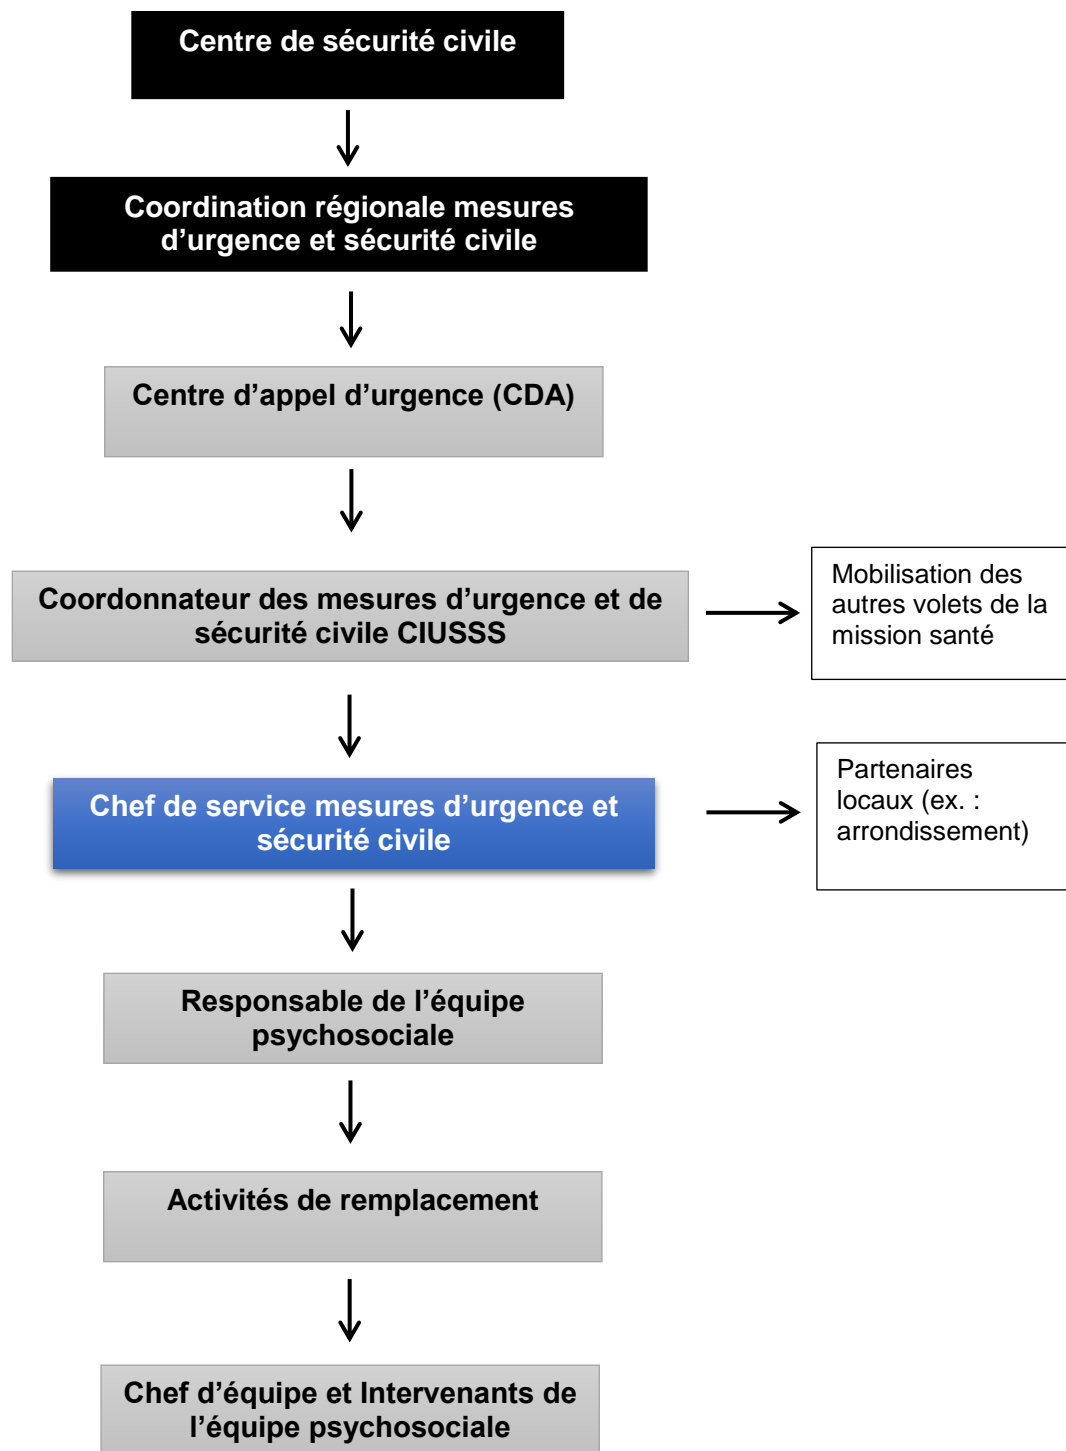 Centre de sécurité civile
Coordination régionale mesures
d’urgence et sécurité civile
Centre d’appel d’urgence (CDA)
Coordonnateur des mesures d’urgence et de
sécurité civile CIUSSS
Mobilisation des
autres volets de la
mission santé
Chef de service mesures d’urgence et
sécurité civile
Partenaires
locaux (ex. :
arrondissement)
Responsable de l’équipe
psychosociale
Activités de remplacement
Chef d’équipe et Intervenants de
l’équipe psychosociale